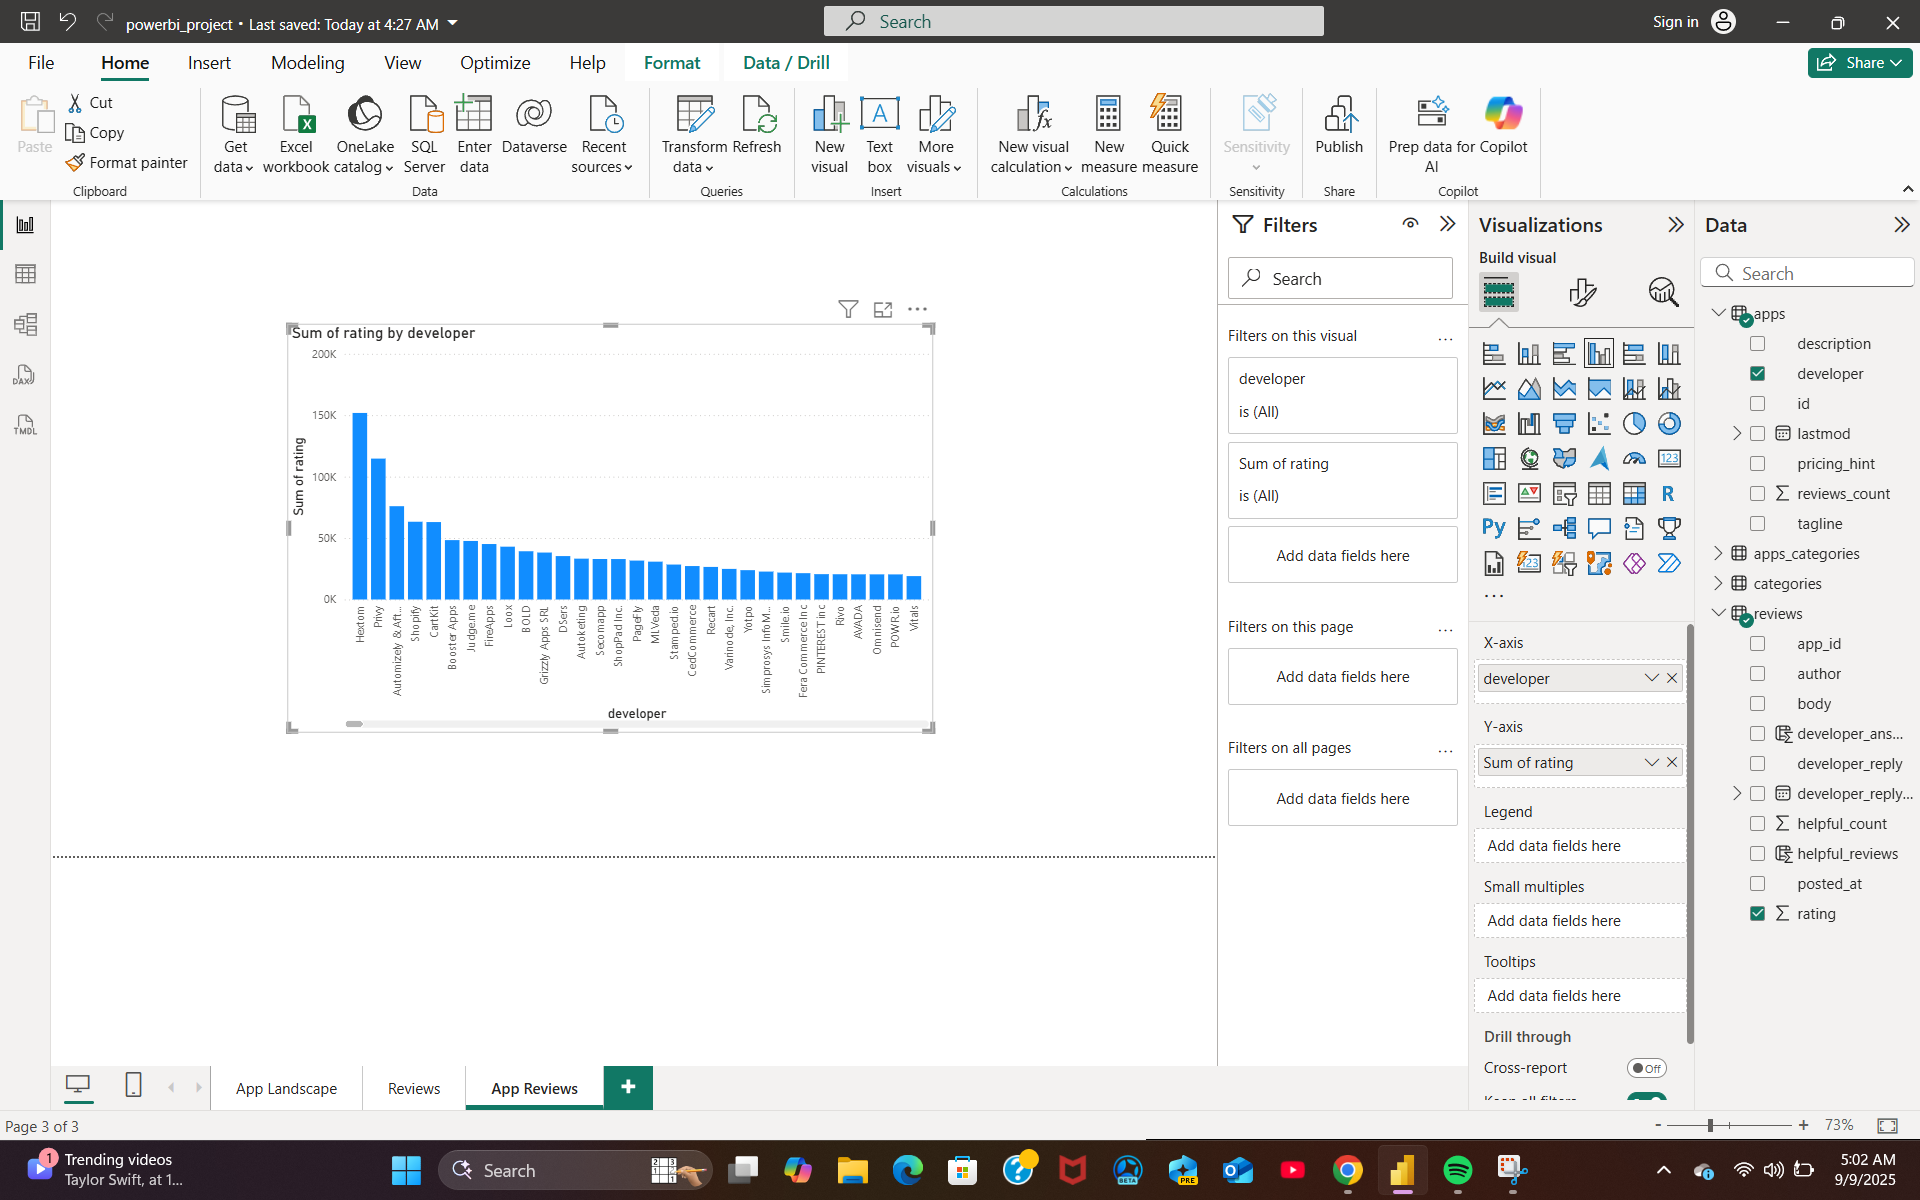 powerbi_project • Last saved: Today at 4:27 AM
Search
Sign in
File
Home
Insert
Modeling
View
Optimize
Help
Format
Data / Drill
Share
Paste
Cut
Copy
Format painter
Clipboard
Get data
Excel workbook
OneLake catalog
SQL Server
Enter data
Dataverse
Recent sources
Data
Transform data
Refresh
Queries
New visual
Text box
More visuals
Insert
New visual calculation
New measure
Quick measure
Calculations
Sensitivity
Sensitivity
Publish
Share
Prep data for AI
Copilot
Copilot
DAX
TMDL
Sum of rating by developer
200K
150K
100K
50K
0K
Sum of rating
Hextom
Privy
Automizely & Aft...
Shopify
CartKit
Booster Apps
Judge.me
FireApps
Loox
BOLD
Grizzly Apps SRL
DSers
Autoketing
Secomapp
ShopPad Inc.
PageFly
MLVeda
Stamped.io
CedCommerce
Recart
Varinode, Inc.
Yotpo
Simprosys InfoM...
Smile.io
Fera Commerce Inc
PINTEREST inc
Rivo
AVADA
Omnisend
POWR.io
Vitals
developer
Filters
Search
Filters on this visual
...
developer
is (All)
Sum of rating
is (All)
Add data fields here
Filters on this page
...
Add data fields here
Filters on all pages
...
Add data fields here
Visualizations
Build visual
123
R
Py
123
...
X-axis
developer
Y-axis
Sum of rating
Legend
Add data fields here
Small multiples
Add data fields here
Tooltips
Add data fields here
Drill through
Cross-report
Off
Data
Search
apps
description
developer
id
lastmod
pricing_hint
reviews_count
tagline
apps_categories
categories
reviews
app_id
author
body
developer_ans...
developer_reply
developer_reply...
helpful_count
helpful_reviews
posted_at
rating
App Landscape
Reviews
App Reviews
+
Page 3 of 3
- + 73%
1
Trending videos
Taylor Swift, at 1...
Search
BETA
PRE
5:02 AM
9/9/2025